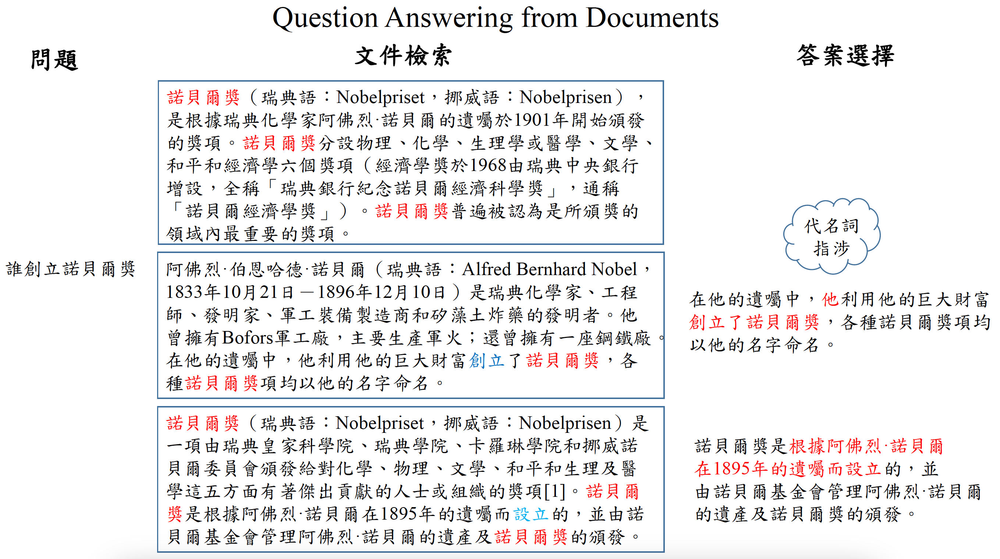 Question Answering from Documents
問題
文件檢索
答案選擇
誰創立諾貝爾獎
諾貝爾獎（瑞典語：Nobelpriset，挪威語：Nobelprisen），
是根據瑞典化學家阿佛烈·諾貝爾的遺囑於1901年開始頒發
的獎項。諾貝爾獎分設物理、化學、生理學或醫學、文學、
和平和經濟學六個獎項（經濟學獎於1968由瑞典中央銀行
增設，全稱「瑞典銀行紀念諾貝爾經濟科學獎」，通稱
「諾貝爾經濟學獎」）。諾貝爾獎普遍被認為是所頒獎的
領域內最重要的獎項。
阿佛烈·伯恩哈德·諾貝爾（瑞典語：Alfred Bernhard Nobel，
1833年10月21日－1896年12月10日）是瑞典化學家、工程
師、發明家、軍工裝備製造商和矽藻土炸藥的發明者。他
曾擁有Bofors軍工廠，主要生產軍火；還曾擁有一座鋼鐵廠。
在他的遺囑中，他利用他的巨大財富創立了諾貝爾獎，各
種諾貝爾獎項均以他的名字命名。
諾貝爾獎（瑞典語：Nobelpriset，挪威語：Nobelprisen）是
一項由瑞典皇家科學院、瑞典學院、卡羅琳學院和挪威諾
貝爾委員會頒發給對化學、物理、文學、和平和生理及醫
學這五方面有著傑出貢獻的人士或組織的獎項[1]。諾貝爾
獎是根據阿佛烈·諾貝爾在1895年的遺囑而設立的，並由諾
貝爾基金會管理阿佛烈·諾貝爾的遺產及諾貝爾獎的頒發。
代名詞
指涉
在他的遺囑中，他利用他的巨大財富
創立了諾貝爾獎，各種諾貝爾獎項均
以他的名字命名。
諾貝爾獎是根據阿佛烈·諾貝爾
在1895年的遺囑而設立的，並
由諾貝爾基金會管理阿佛烈·諾貝爾
的遺產及諾貝爾獎的頒發。